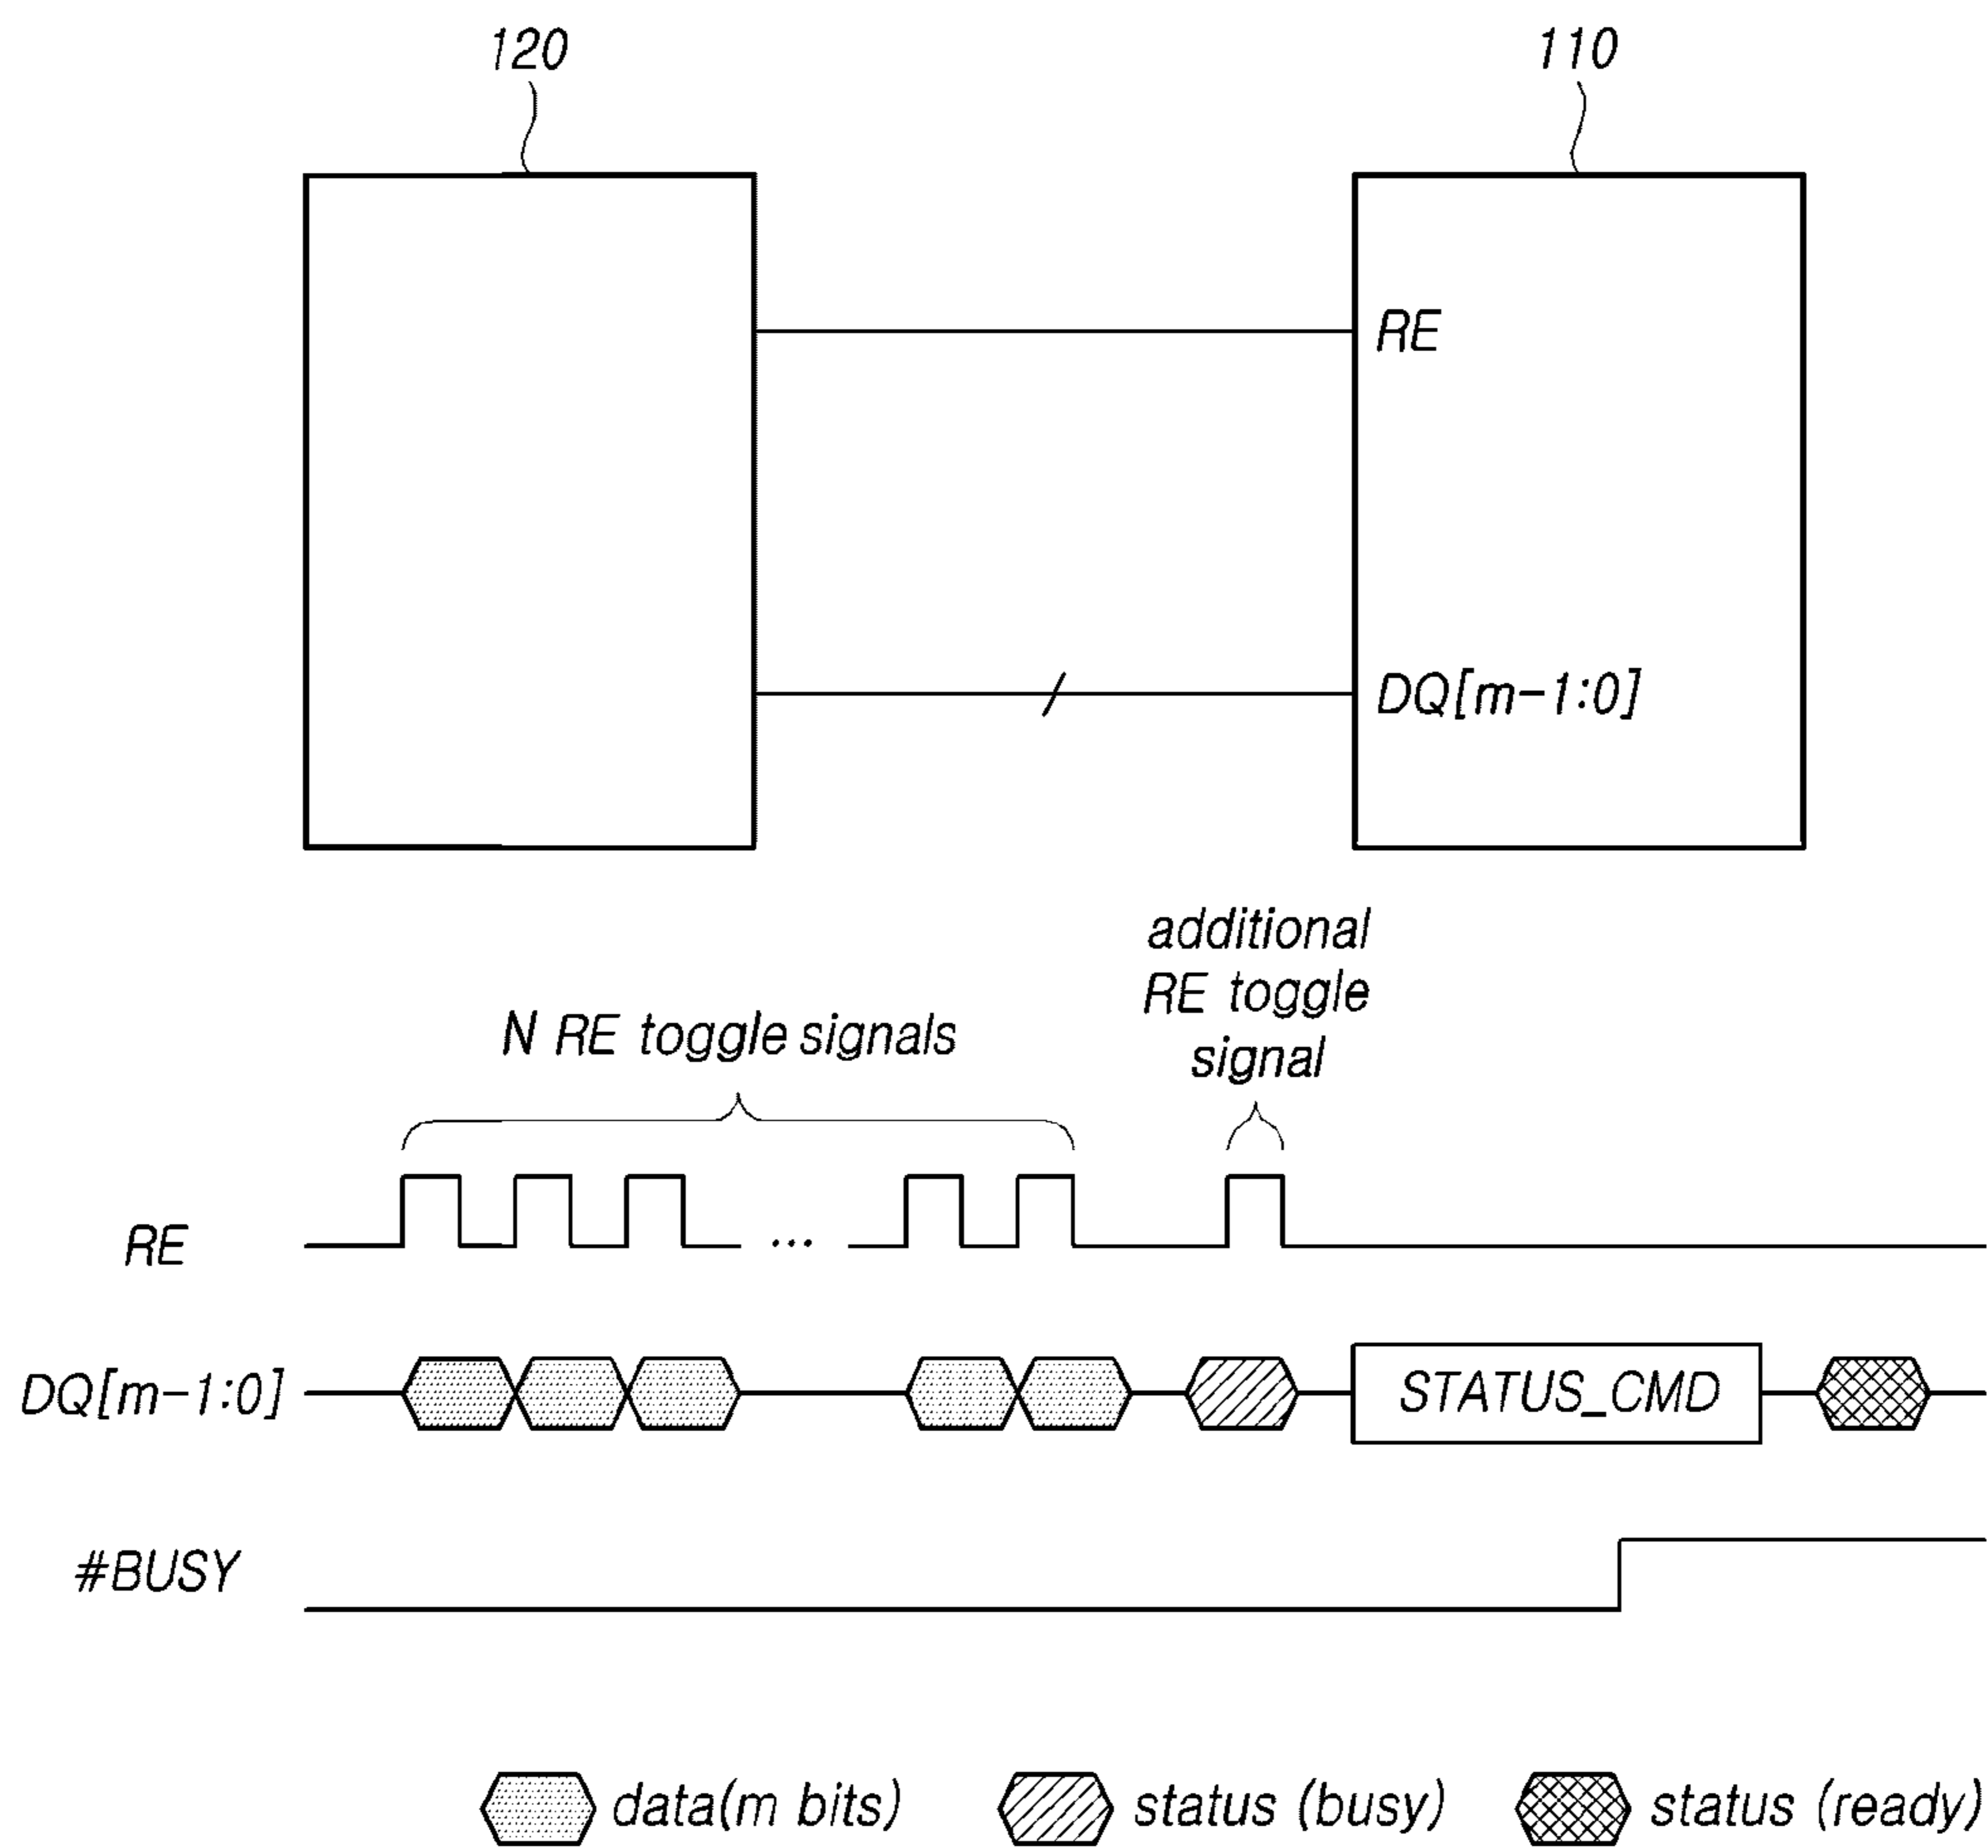 120
110
RE
DQ[m-1:0]
additional
RE toggle
signal
N RE toggle signals
RE
...
DQ[m-1:0]
STATUS_CMD
#BUSY
data(m bits)
status (busy)
status (ready)